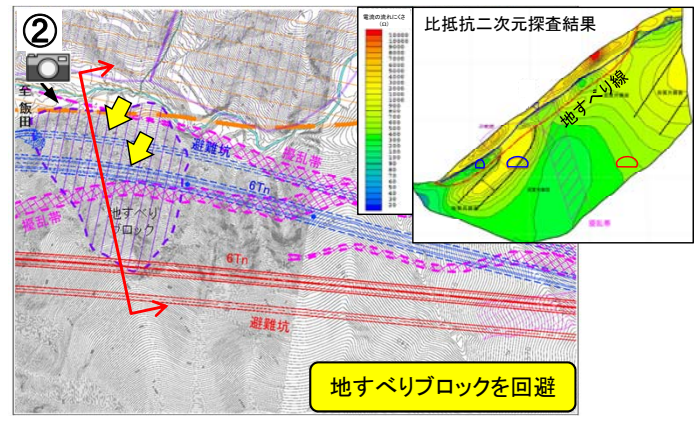 ②
至
飯
田
避難坑
擾乱帯
6Tn
擾乱帯
地すべり
ブロック
6Tn
避難坑
地すべりブロックを回避
電流の流れにくさ
(Ω)
比抵抗二次元探査結果
地すべり線
擾乱帯